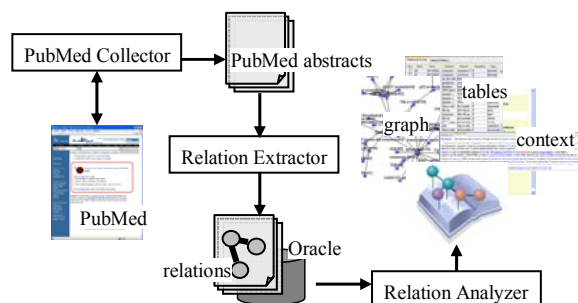 PubMed Collector
PubMed abstracts
tables
graph
context
Relation Extractor
PubMed
Oracle
relations
Relation Analyzer